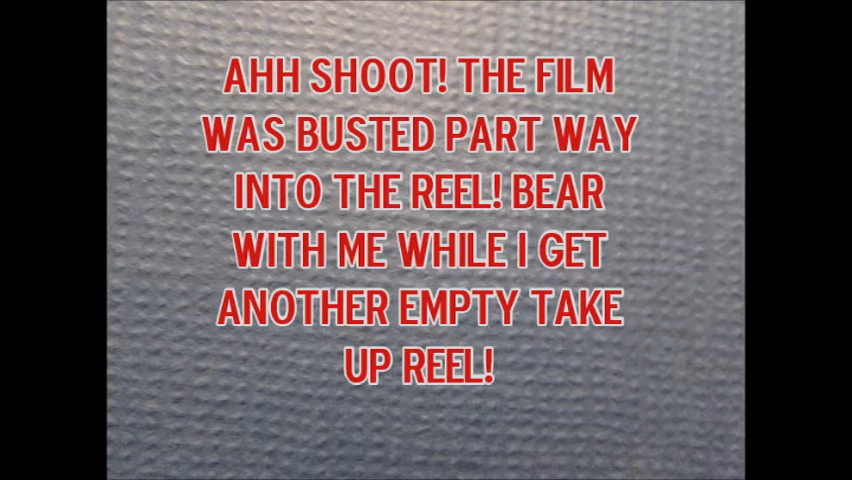 AHH SHOOT! THE FILM
WAS BUSTED PART WAY
INTO THE REEL! BEAR
WITH ME WHILE I GET
ANOTHER EMPTY TAKE
UP REEL!